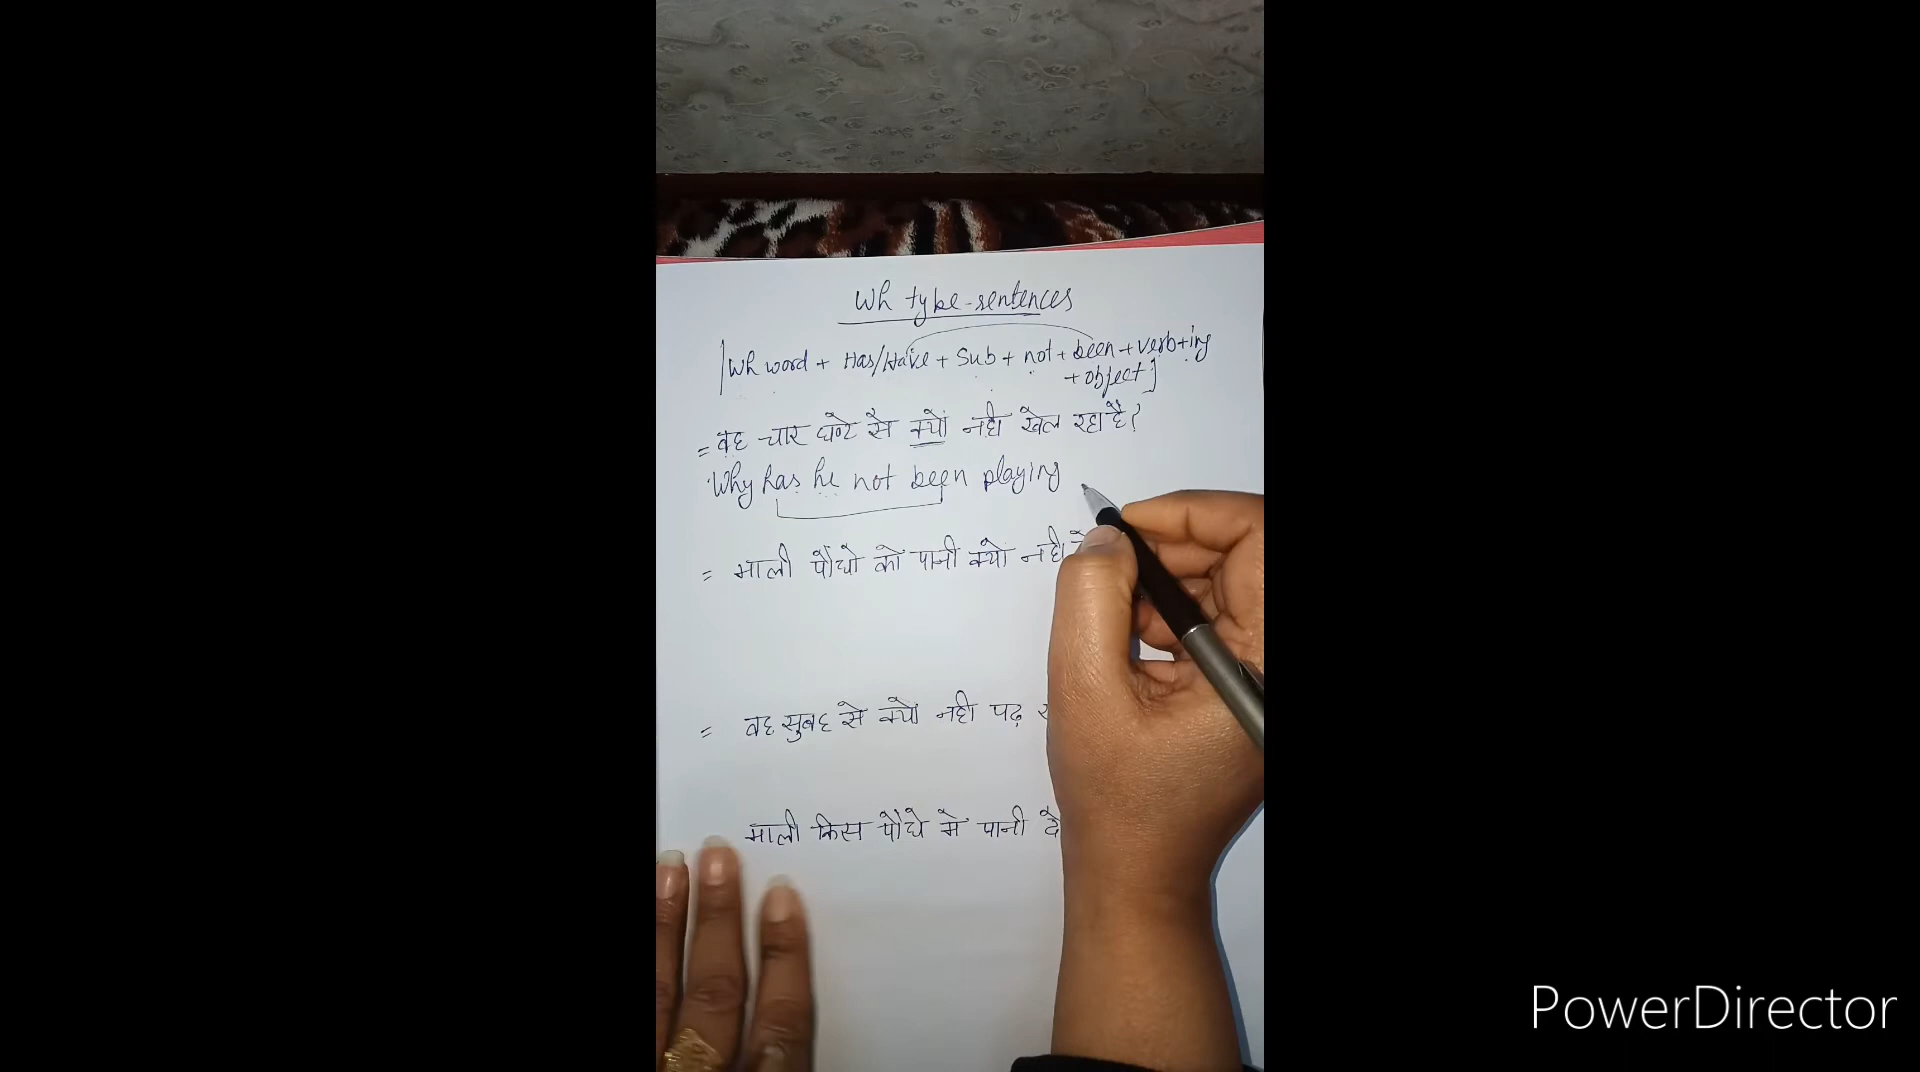 Wh type-sentences
[Wh word + Has/Have + Sub + not + been + verb+ing
+ object]
= वह चार घण्टे से क्यों नही खेल रहा है?
Why has he not been playing
= माली पौधो को पानी क्यो नही
= वह सुबह से क्यो नही पढ़
माली किस पौधे मे पानी दे
PowerDirector